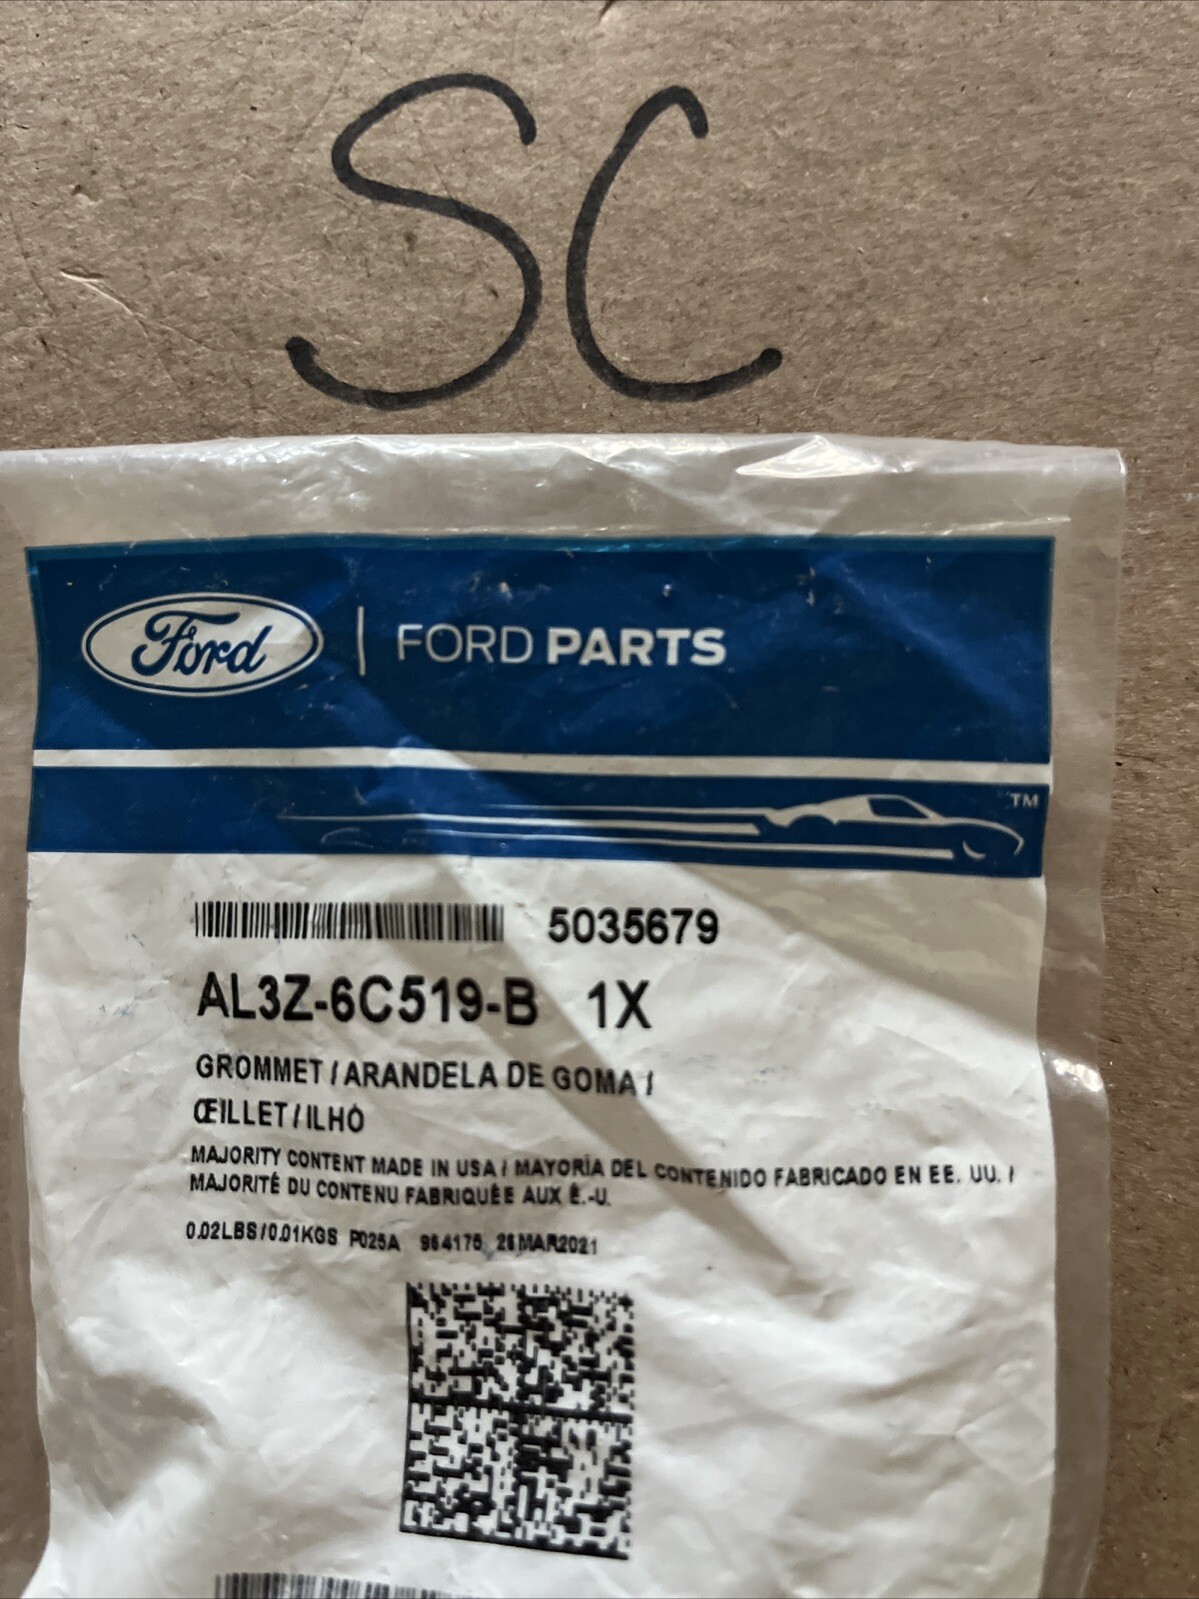 SC
Ford | FORD PARTS
TM
5035679
AL3Z-6C519-B 1X
GROMMET / ARANDELA DE GOMA /
ŒILLET / ILHÓ
MAJORITY CONTENT MADE IN USA / MAYORÍA DEL CONTENIDO FABRICADO EN EE. UU. /
MAJORITÉ DU CONTENU FABRIQUÉE AUX É.-U.
0.02LBS/0.01KGS P025A 964175 26MAR2021